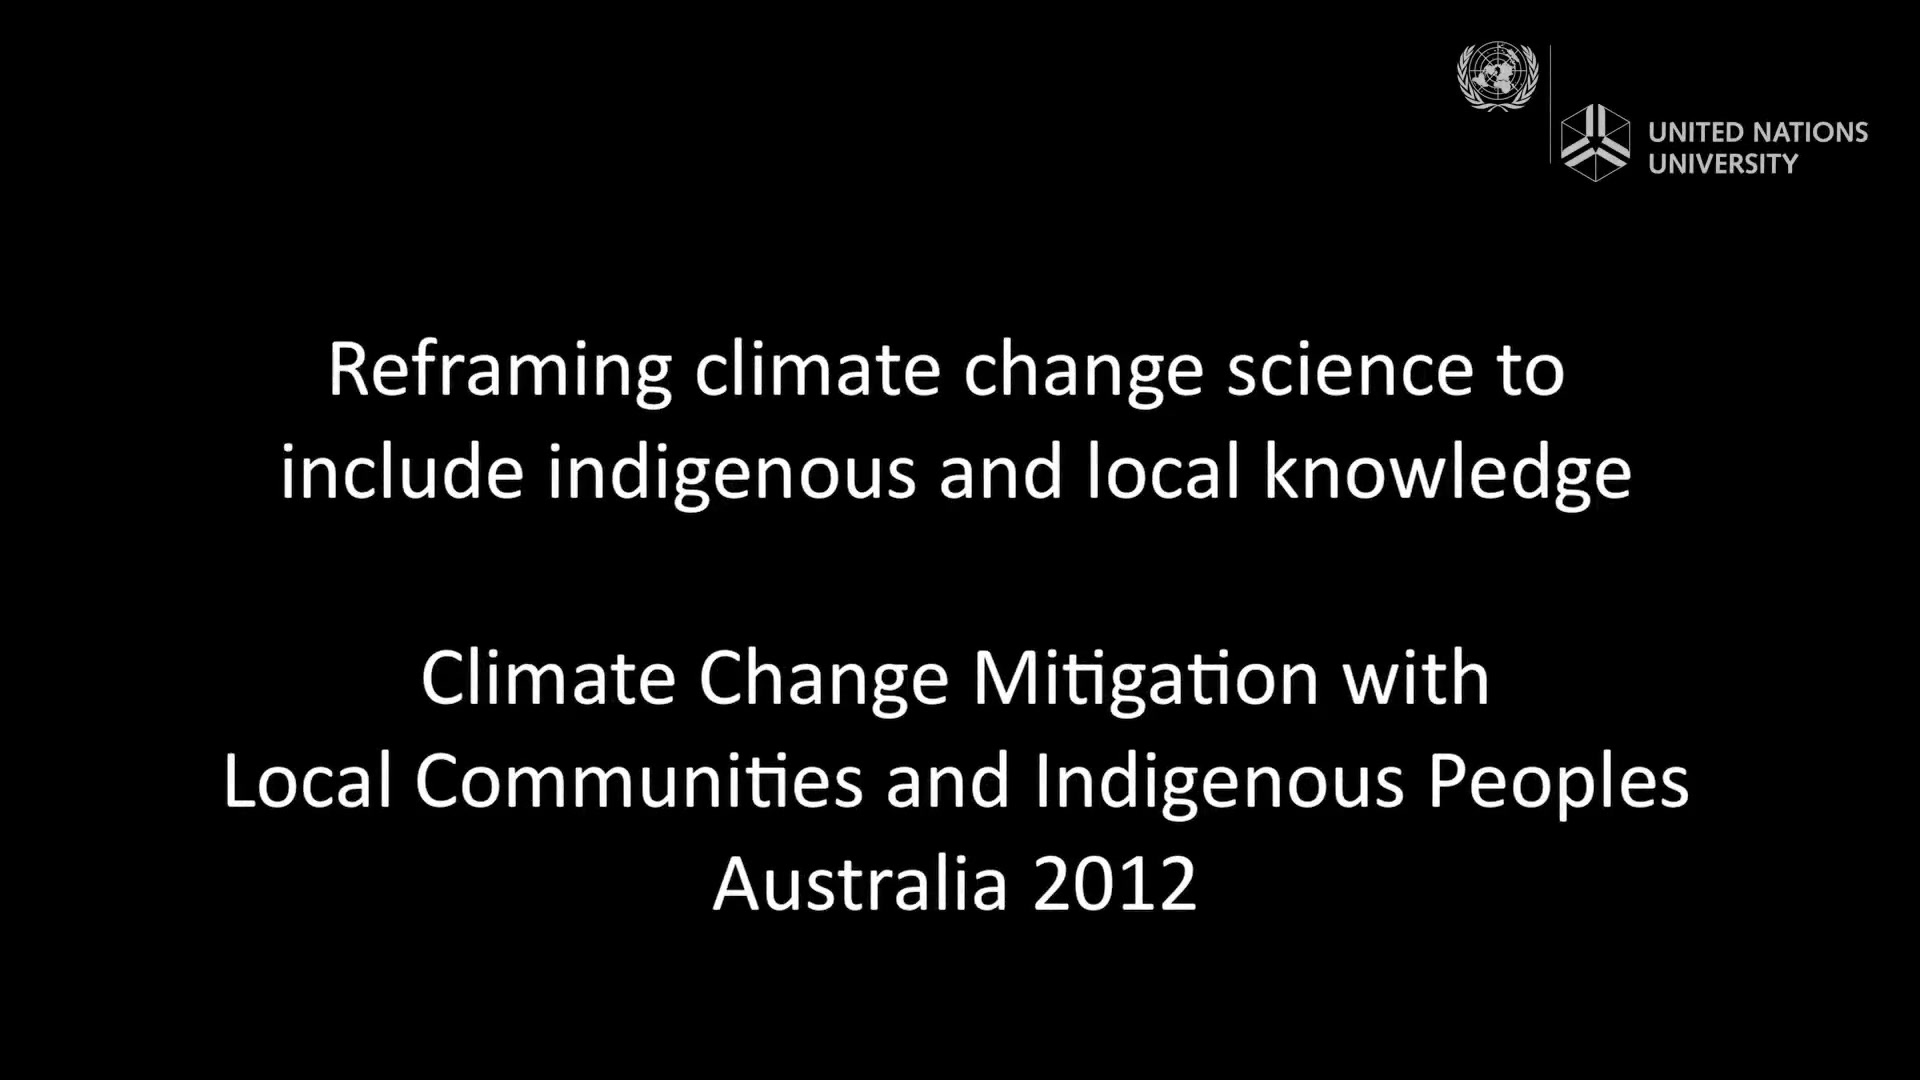 UNITED NATIONS
UNIVERSITY
Reframing climate change science to
include indigenous and local knowledge
Climate Change Mitigation with
Local Communities and Indigenous Peoples
Australia 2012